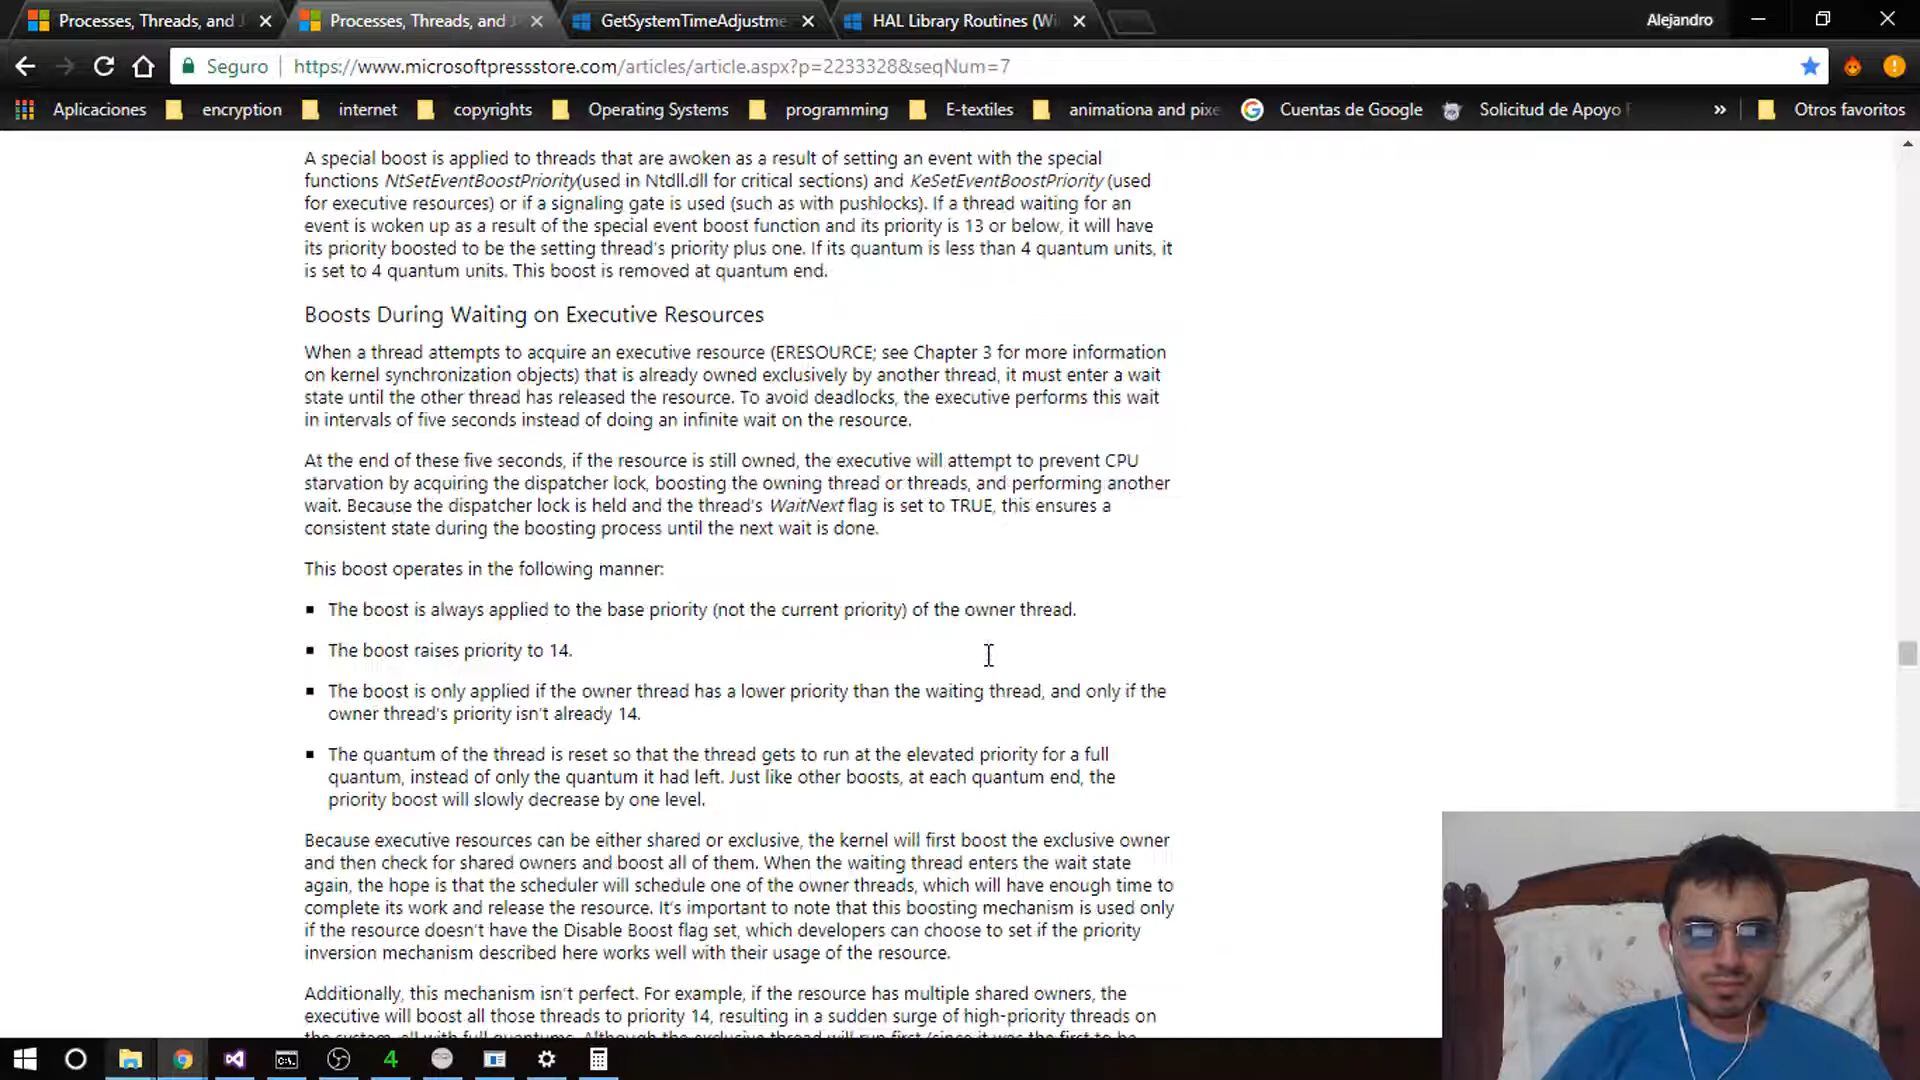 Processes, Threads, and J
Processes, Threads, and J
GetSystemTimeAdjustme
HAL Library Routines (Wi
Alejandro
Seguro
https://www.microsoftpressstore.com/articles/article.aspx?p=2233328&seqNum=7
Aplicaciones
encryption
internet
copyrights
Operating Systems
programming
E-textiles
animationa and pixe
Cuentas de Google
Solicitud de Apoyo
»
Otros favoritos
A special boost is applied to threads that are awoken as a result of setting an event with the special
functions NtSetEventBoostPriority(used in Ntdll.dll for critical sections) and KeSetEventBoostPriority (used
for executive resources) or if a signaling gate is used (such as with pushlocks). If a thread waiting for an
event is woken up as a result of the special event boost function and its priority is 13 or below, it will have
its priority boosted to be the setting thread's priority plus one. If its quantum is less than 4 quantum units, it
is set to 4 quantum units. This boost is removed at quantum end.
Boosts During Waiting on Executive Resources
When a thread attempts to acquire an executive resource (ERESOURCE; see Chapter 3 for more information
on kernel synchronization objects) that is already owned exclusively by another thread, it must enter a wait
state until the other thread has released the resource. To avoid deadlocks, the executive performs this wait
in intervals of five seconds instead of doing an infinite wait on the resource.
At the end of these five seconds, if the resource is still owned, the executive will attempt to prevent CPU
starvation by acquiring the dispatcher lock, boosting the owning thread or threads, and performing another
wait. Because the dispatcher lock is held and the thread's WaitNext flag is set to TRUE, this ensures a
consistent state during the boosting process until the next wait is done.
This boost operates in the following manner:
The boost is always applied to the base priority (not the current priority) of the owner thread.
The boost raises priority to 14.
The boost is only applied if the owner thread has a lower priority than the waiting thread, and only if the
owner thread's priority isn't already 14.
The quantum of the thread is reset so that the thread gets to run at the elevated priority for a full
quantum, instead of only the quantum it had left. Just like other boosts, at each quantum end, the
priority boost will slowly decrease by one level.
Because executive resources can be either shared or exclusive, the kernel will first boost the exclusive owner
and then check for shared owners and boost all of them. When the waiting thread enters the wait state
again, the hope is that the scheduler will schedule one of the owner threads, which will have enough time to
complete its work and release the resource. It's important to note that this boosting mechanism is used only
if the resource doesn't have the Disable Boost flag set, which developers can choose to set if the priority
inversion mechanism described here works well with their usage of the resource.
Additionally, this mechanism isn't perfect. For example, if the resource has multiple shared owners, the
executive will boost all those threads to priority 14, resulting in a sudden surge of high-priority threads on
the system, all with full quantums. Although the exclusive thread will run first (since it was the first to be
4